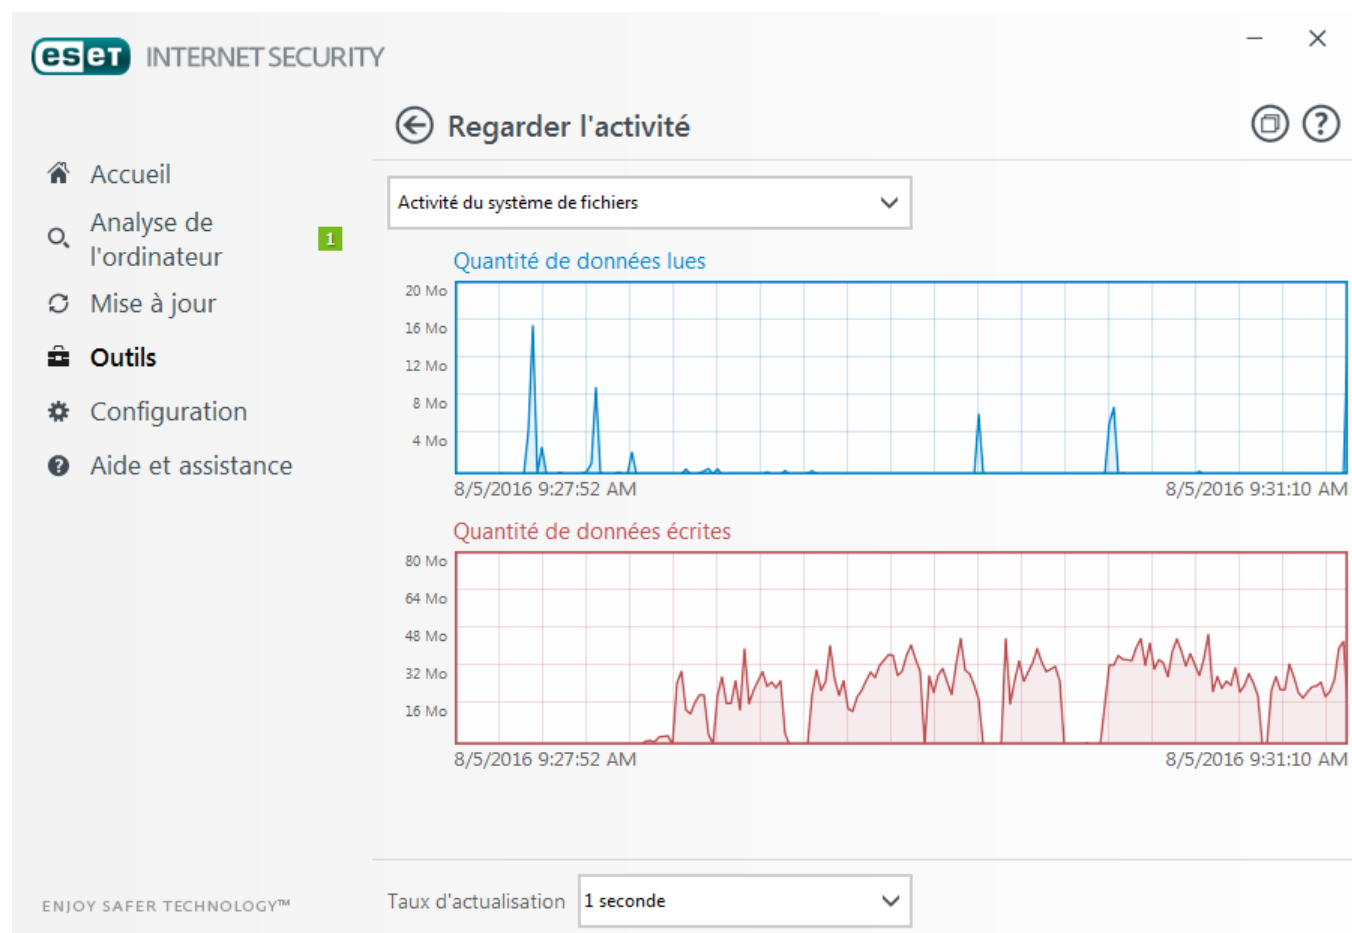 eset INTERNET SECURITY
Regarder l'activité
Accueil
Analyse de
l'ordinateur
1
Mise à jour
Outils
Configuration
Aide et assistance
Activité du système de fichiers
Quantité de données lues
20 Mo
16 Mo
12 Mo
8 Mo
4 Mo
8/5/2016 9:27:52 AM
8/5/2016 9:31:10 AM
Quantité de données écrites
80 Mo
64 Mo
48 Mo
32 Mo
16 Mo
8/5/2016 9:27:52 AM
8/5/2016 9:31:10 AM
Taux d'actualisation
1 seconde
ENJOY SAFER TECHNOLOGY™